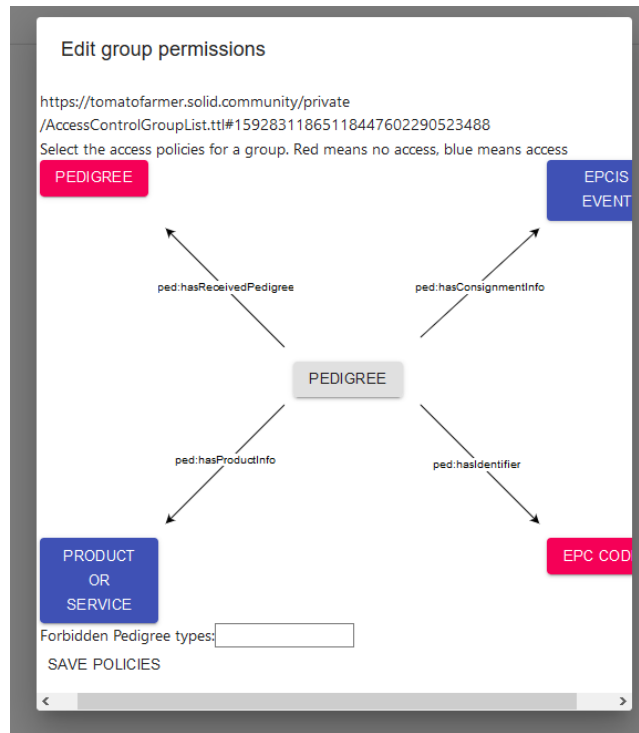 Edit group permissions
https://tomatofarmer.solid.community/private
/AccessControlGroupList.ttl#15928311865118447602290523488
Select the access policies for a group. Red means no access, blue means access
PEDIGREE
EPCIS
EVENT
ped:hasReceivedPedigree
ped:hasConsignmentInfo
PEDIGREE
ped:hasProductInfo
ped:hasIdentifier
PRODUCT
OR
SERVICE
EPC COD
Forbidden Pedigree types:
SAVE POLICIES